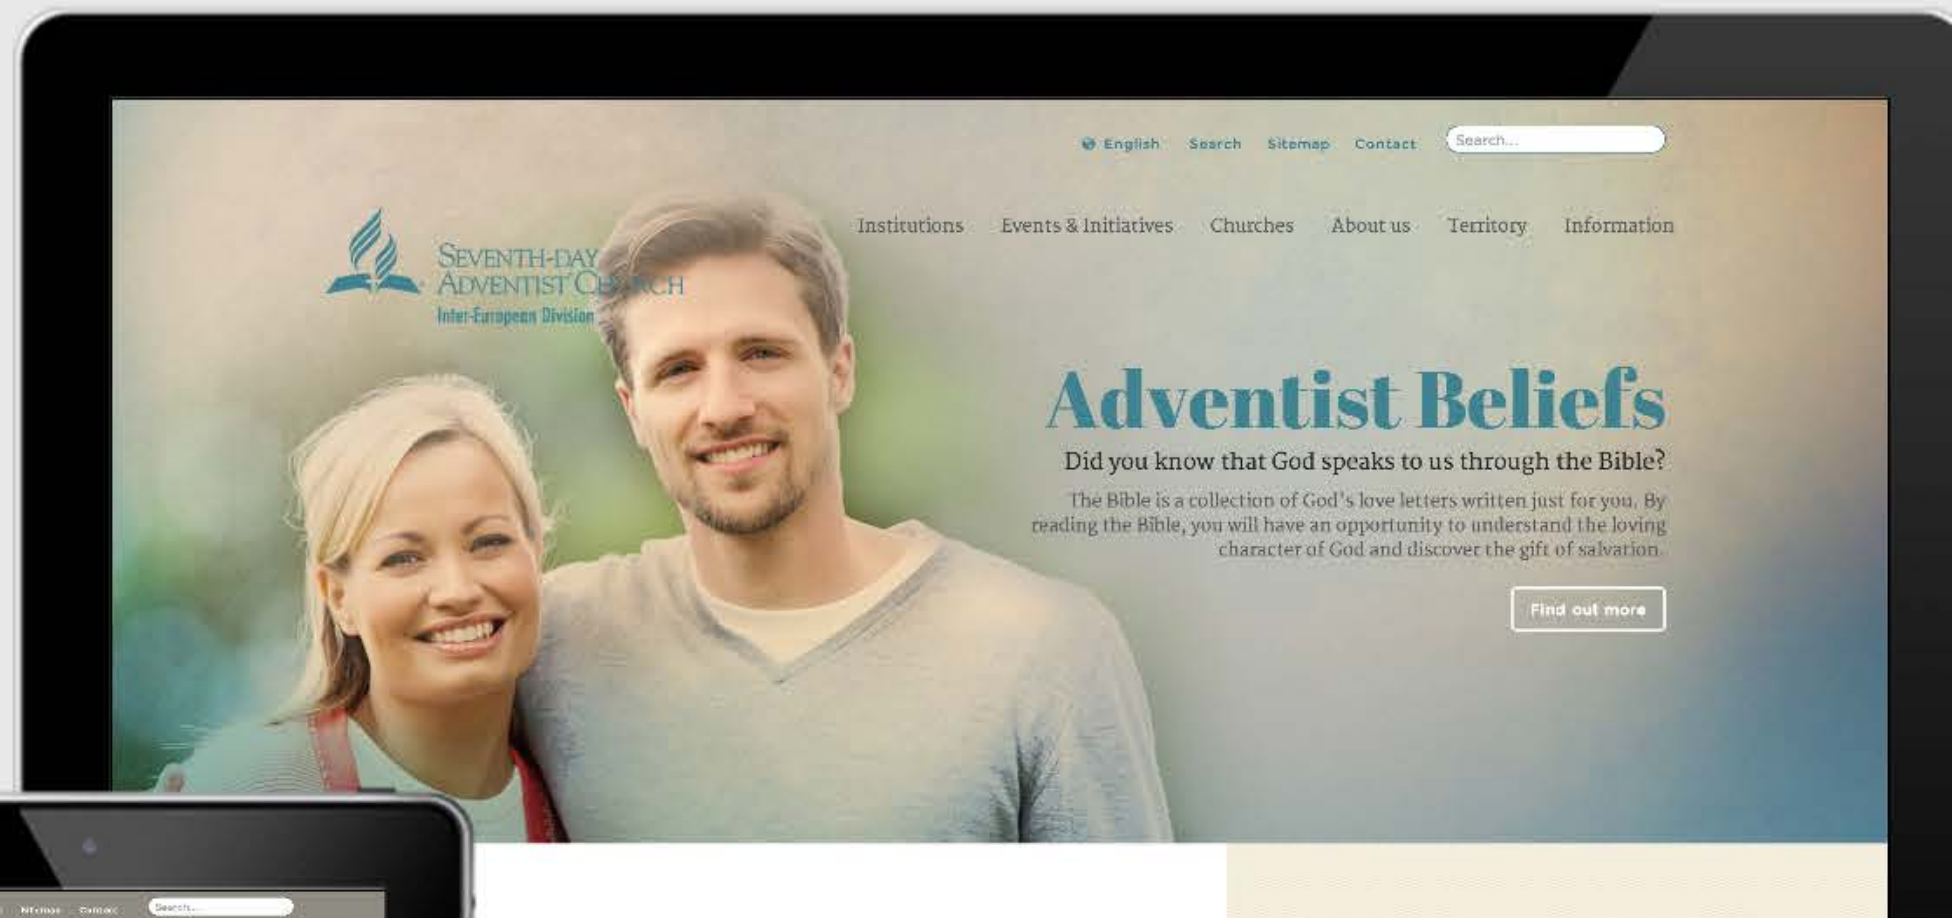 English Search Sitemap Contact Search...
Institutions Events & Initiatives Churches About us Territory Information
SEVENTH-DAY
ADVENTIST CHURCH
Inter-European Division
Adventist Beliefs
Did you know that God speaks to us through the Bible?
The Bible is a collection of God's love letters written just for you. By
reading the Bible, you will have an opportunity to understand the loving
character of God and discover the gift of salvation.
Find out more
Sitemap Contact Search...